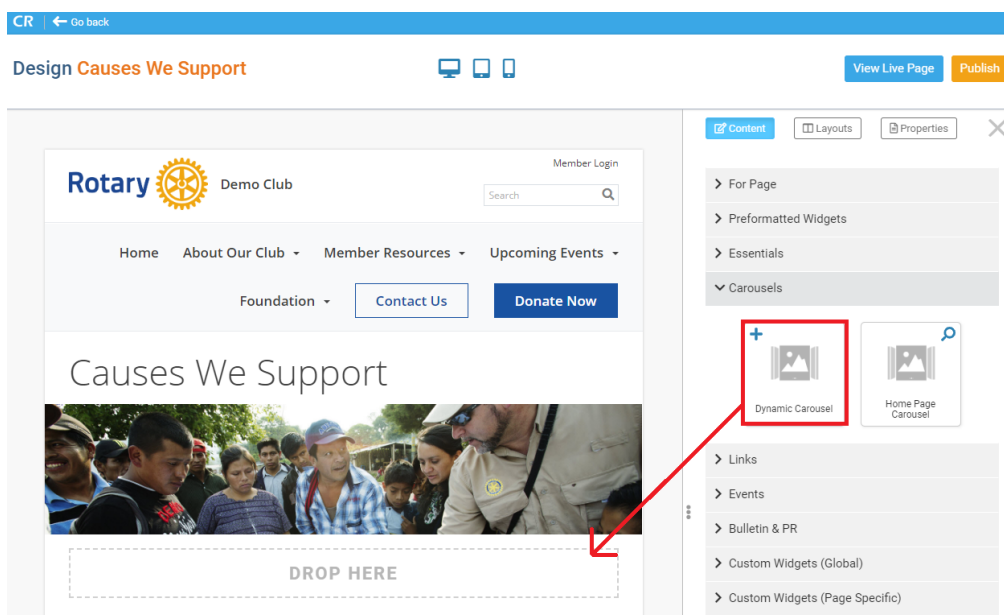 CR Go back
Design Causes We Support
View Live Page Publish
Content Layouts Properties
Member Login
Rotary Demo Club
Search
Home About Our Club Member Resources Upcoming Events
Foundation Contact Us Donate Now
Causes We Support
DROP HERE
For Page
Preformatted Widgets
Essentials
Carousels
Dynamic Carousel
Home Page
Carousel
Links
Events
Bulletin & PR
Custom Widgets (Global)
Custom Widgets (Page Specific)